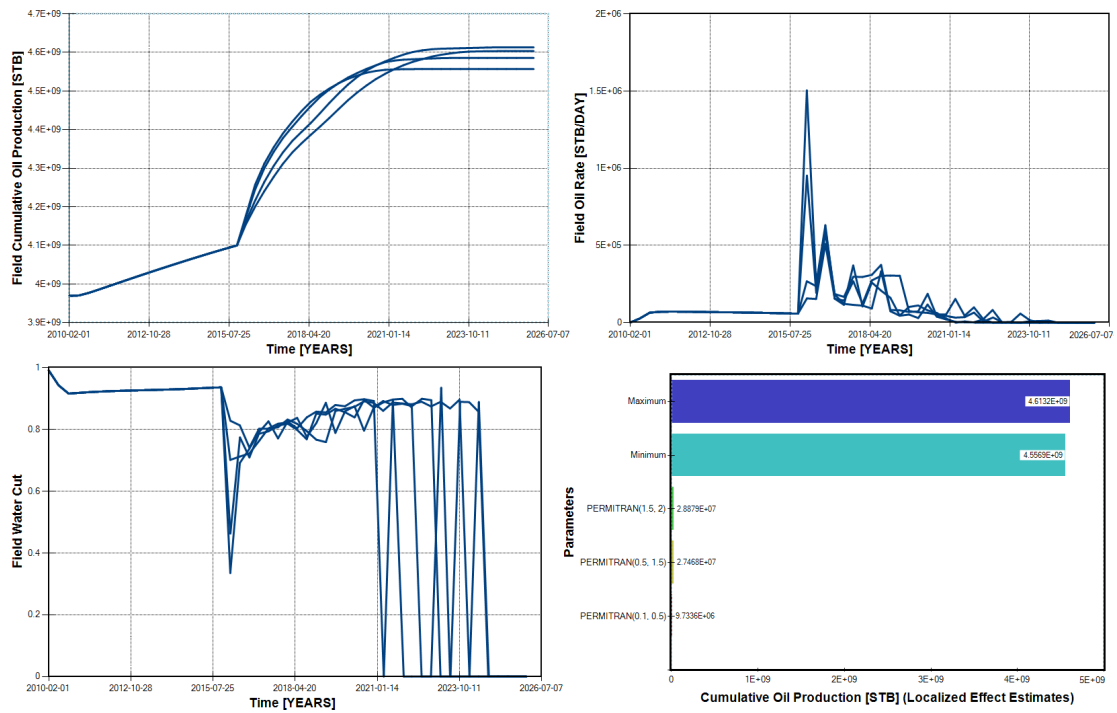 4.7E+09
4.6E+09
4.5E+09
4.4E+09
4.3E+09
4.2E+09
4.1E+09
4E+09
3.9E+09
Field Cumulative Oil Production [STB]
2010-02-01 2012-10-28 2015-07-25 2018-04-20 2021-01-14 2023-10-11 2026-07-07
Time [YEARS]
2E+06
1.5E+06
1E+06
5E+05
0
Field Oil Rate [STB/DAY]
2010-02-01 2012-10-28 2015-07-25 2018-04-20 2021-01-14 2023-10-11 2026-07-07
Time [YEARS]
1
0.8
0.6
0.4
0.2
0
Field Water Cut
2010-02-01 2012-10-28 2015-07-25 2018-04-20 2021-01-14 2023-10-11 2026-07-07
Time [YEARS]
Parameters
Maximum 4.6132E+09
Minimum 4.5569E+09
PERMITRAN(1.5, 2) 2.8879E+07
PERMITRAN(0.5, 1.5) 2.7468E+07
PERMITRAN(0.1, 0.5) 9.7336E+06
0 1E+09 2E+09 3E+09 4E+09 5E+09
Cumulative Oil Production [STB] (Localized Effect Estimates)